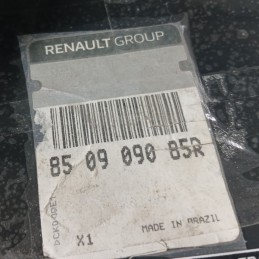 RENAULT GROUP
85 09 090 85R
X1
MADE IN BRAZIL